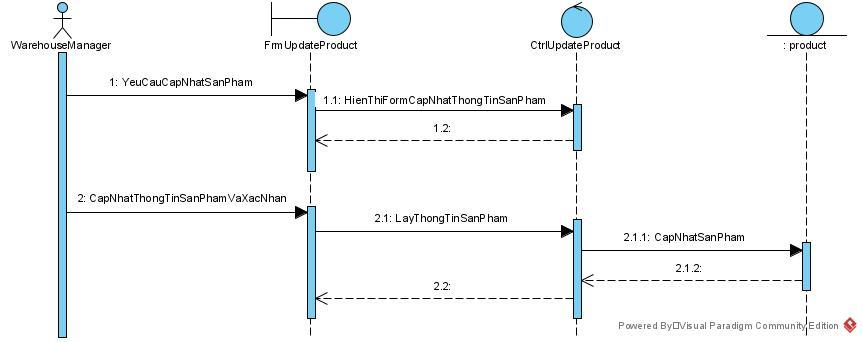 WarehouseManager
FrmUpdateProduct
CtrlUpdateProduct
: product
1: YeuCauCapNhatSanPham
1.1: HienThiFormCapNhatThongTinSanPham
1.2:
2: CapNhatThongTinSanPhamVaXacNhan
2.1: LayThongTinSanPham
2.1.1: CapNhatSanPham
2.1.2:
2.2:
Powered By Visual Paradigm Community Edition